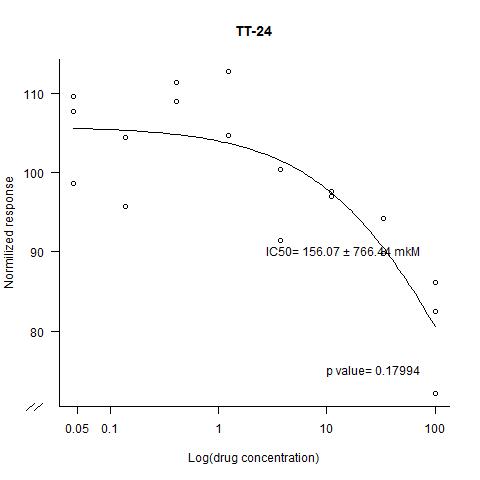 TT-24
Normilized response
110
100
90
80
IC50= 156.07 ± 766.44 mkM
p value= 0.17994
0.05 0.1 1 10 100
Log(drug concentration)